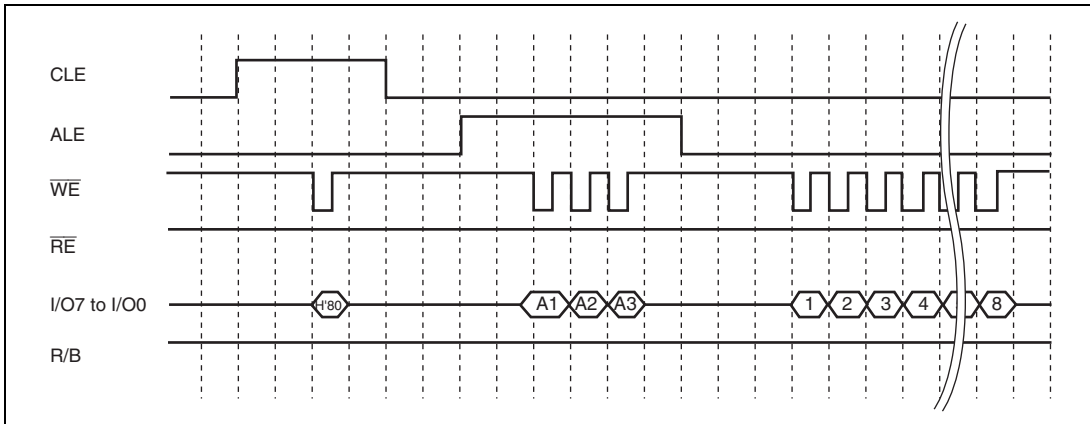 CLE
ALE
WE
RE
I/O7 to I/O0 H'80 A1 A2 A3 1 2 3 4 8
R/B